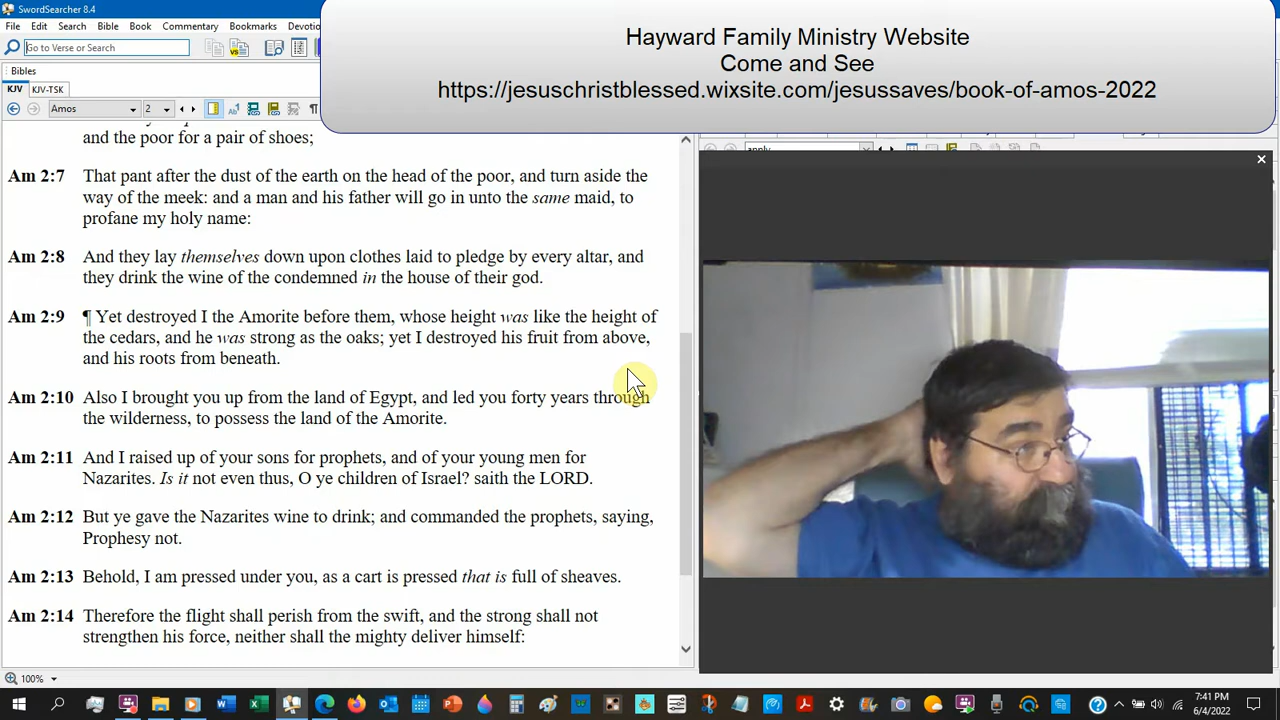 SwordSearcher 8.4
File Edit Search Bible Book Commentary Bookmarks Devotio
Go to Verse or Search
Bibles
KJV KJV-TSK
Amos 2
and the poor for a pair of shoes;
Am 2:7 That pant after the dust of the earth on the head of the poor, and turn aside the
way of the meek: and a man and his father will go in unto the same maid, to
profane my holy name:
Am 2:8 And they lay themselves down upon clothes laid to pledge by every altar, and
they drink the wine of the condemned in the house of their god.
Am 2:9 ¶ Yet destroyed I the Amorite before them, whose height was like the height of
the cedars, and he was strong as the oaks; yet I destroyed his fruit from above,
and his roots from beneath.
Am 2:10 Also I brought you up from the land of Egypt, and led you forty years through
the wilderness, to possess the land of the Amorite.
Am 2:11 And I raised up of your sons for prophets, and of your young men for
Nazarites. Is it not even thus, O ye children of Israel? saith the LORD.
Am 2:12 But ye gave the Nazarites wine to drink; and commanded the prophets, saying,
Prophesy not.
Am 2:13 Behold, I am pressed under you, as a cart is pressed that is full of sheaves.
Am 2:14 Therefore the flight shall perish from the swift, and the strong shall not
strengthen his force, neither shall the mighty deliver himself:
100%
Hayward Family Ministry Website
Come and See
https://jesuschristblessed.wixsite.com/jesussaves/book-of-amos-2022
apply
7:41 PM
6/4/2022